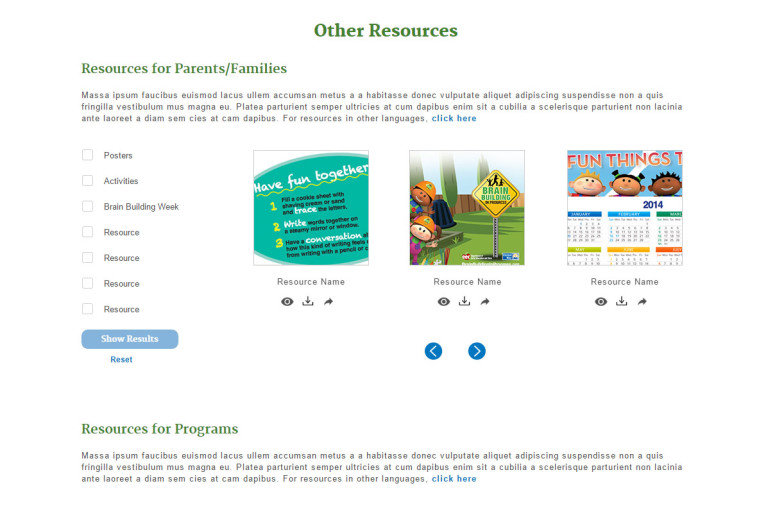 Other Resources
Resources for Parents/Families
Massa ipsum faucibus euismod lacus ullem accumsan metus a a habitasse donec vulputate aliquet adipiscing suspendisse non a quis
fringilla vestibulum mus magna eu. Platea parturient semper ultricies at cum dapibus enim sit a cubilia a scelerisque parturient non lacinia
ante laoreet a diam sem cies at cam dapibus. For resources in other languages, click here
Posters
Activities
Brain Building Week
Resource
Resource
Resource
Resource
Show Results
Reset
Have fun together
1 Fill a cookie sheet with
shaving cream or sand
and trace the letters.
2 Write words together on
a steamy mirror or window.
3 Have a conversation
how this kind of writing feels
from writing with a pencil or
Resource Name
BRAIN
BUILDING
IN PROGRESS
Resource Name
FUN THINGS T
2014
JANUARY
FEBRUARY
MAY
Resource Name
Resources for Programs
Massa ipsum faucibus euismod lacus ullem accumsan metus a a habitasse donec vulputate aliquet adipiscing suspendisse non a quis
fringilla vestibulum mus magna eu. Platea parturient semper ultricies at cum dapibus enim sit a cubilia a scelerisque parturient non lacinia
ante laoreet a diam sem cies at cam dapibus. For resources in other languages, click here